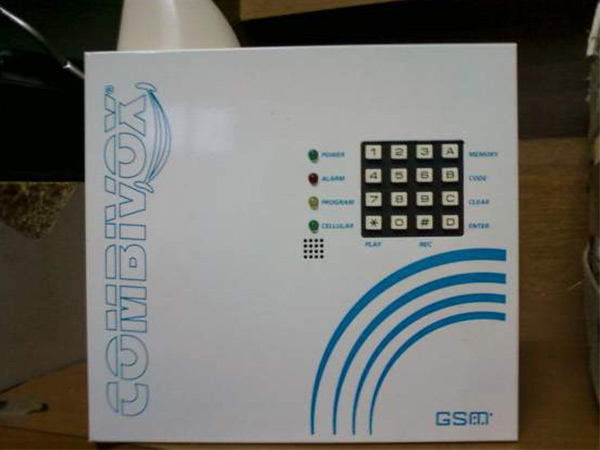 COMBIVOX®
POWER 1 2 3 A MEMORY
ALARM 4 5 6 B CODE
PROGRAM 7 8 9 C CLEAR
CELLULAR * 0 # D ENTER
PLAY REC
GSM